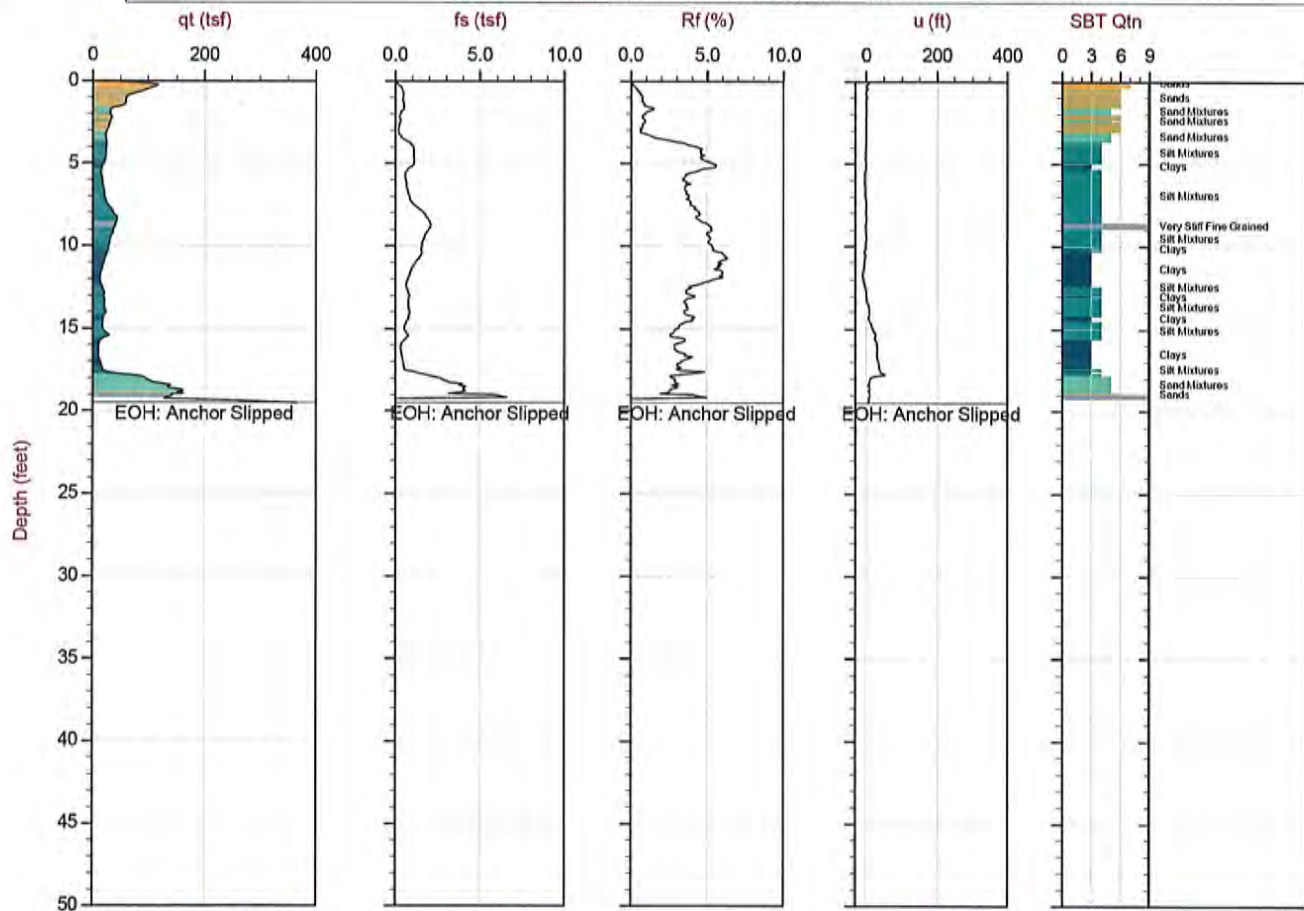 qt (tsf)
fs (tsf)
Rf (%)
u (ft)
SBT Qtn
0 200 400
0.0 5.0 10.0
0.0 5.0 10.0
0 200 400
0 3 6 9
0
5
10
15
20
25
30
35
40
45
50
Depth (feet)
Sands
Sands
Sand Mixtures
Sand Mixtures
Sand Mixtures
Silt Mixtures
Clays
Silt Mixtures
Very Stiff Fine Grained
Silt Mixtures
Clays
Clays
Silt Mixtures
Clays
Silt Mixtures
Clays
Silt Mixtures
Clays
Silt Mixtures
Sand Mixtures
Sands
EOH: Anchor Slipped
EOH: Anchor Slipped
EOH: Anchor Slipped
EOH: Anchor Slipped